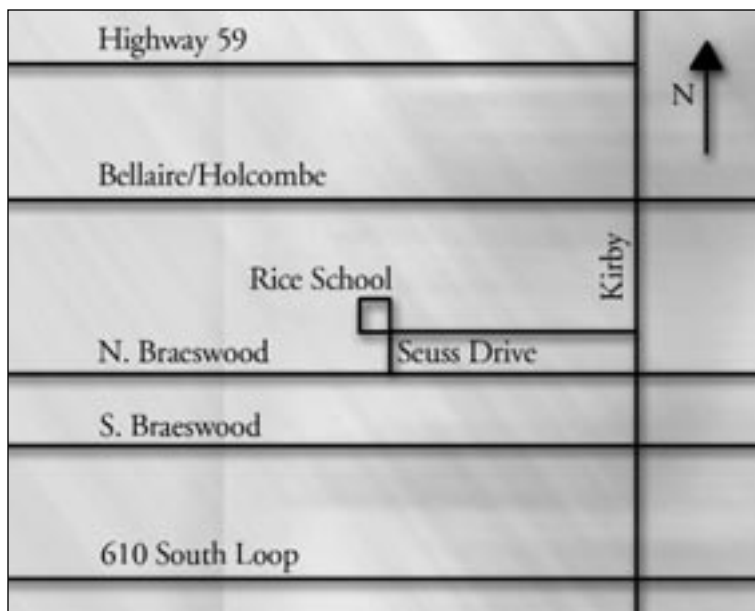 Highway 59
N
Bellaire/Holcombe
Kirby
Rice School
N. Braeswood
Seuss Drive
S. Braeswood
610 South Loop